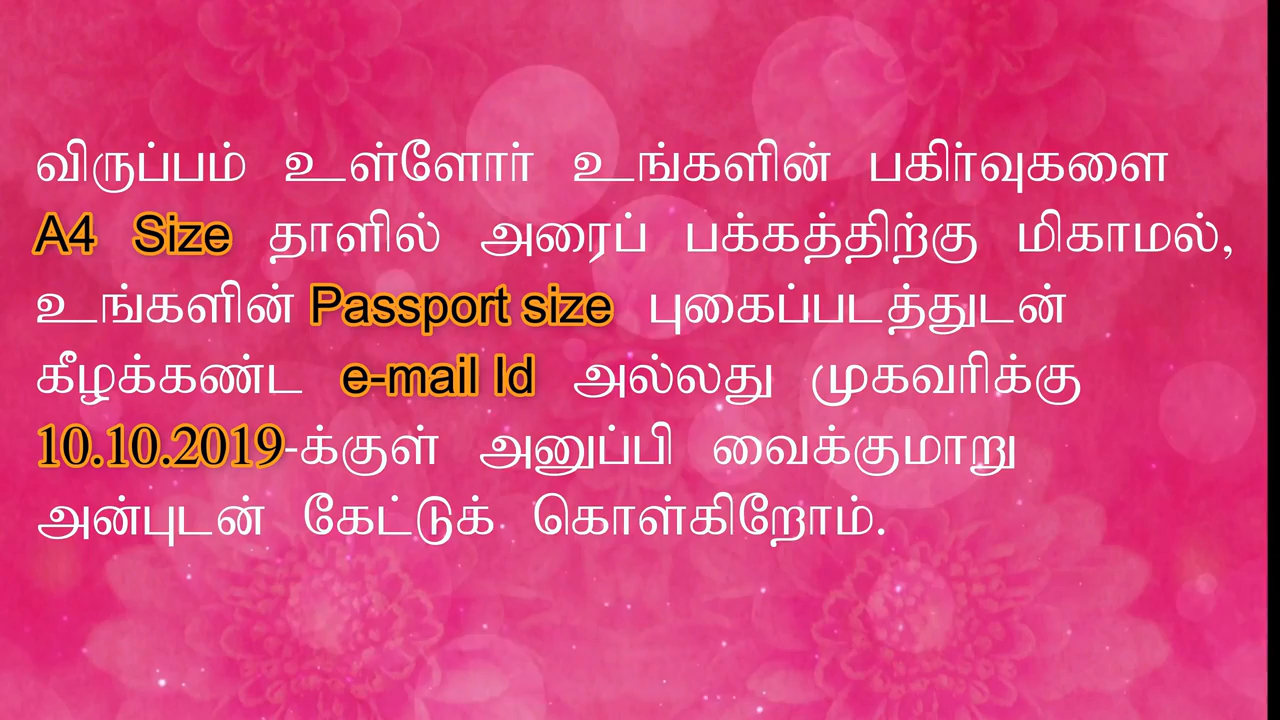 விருப்பம் உள்ளோர் உங்களின் பகிர்வுகளை
A4 Size தாளில் அரைப் பக்கத்திற்கு மிகாமல்,
உங்களின் Passport size புகைப்படத்துடன்
கீழக்கண்ட e-mail Id அல்லது முகவரிக்கு
10.10.2019-க்குள் அனுப்பி வைக்குமாறு
அன்புடன் கேட்டுக் கொள்கிறோம்.